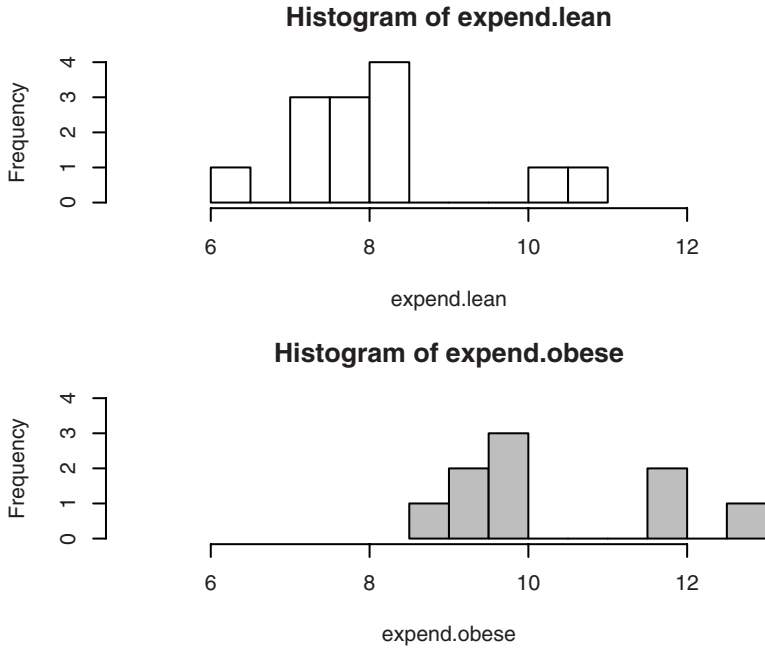 Histogram of expend.lean
Frequency
4
3
2
1
0
6 8 10 12
expend.lean
Histogram of expend.obese
Frequency
4
3
2
1
0
6 8 10 12
expend.obese